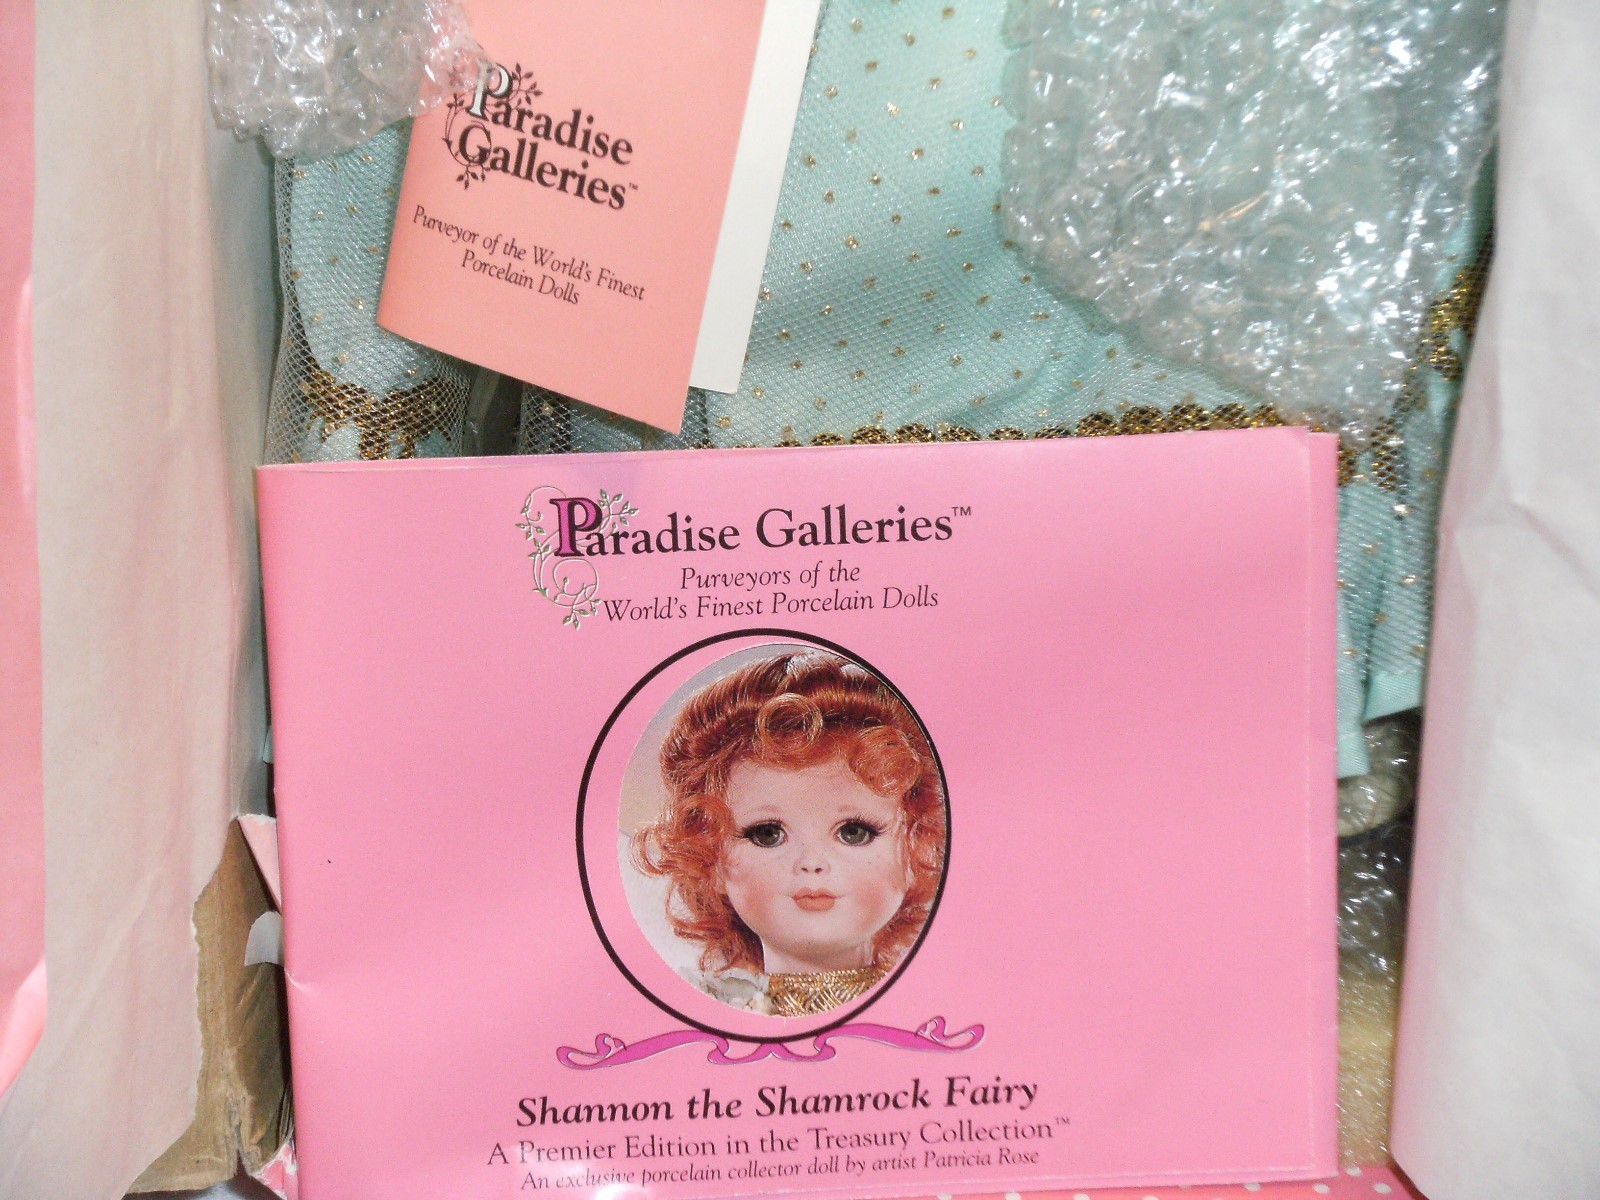 Paradise
Galleries™
Purveyor of the World's Finest
Porcelain Dolls
Paradise Galleries™
Purveyors of the
World's Finest Porcelain Dolls
Shannon the Shamrock Fairy
A Premier Edition in the Treasury Collection™
An exclusive porcelain collector doll by artist Patricia Rose